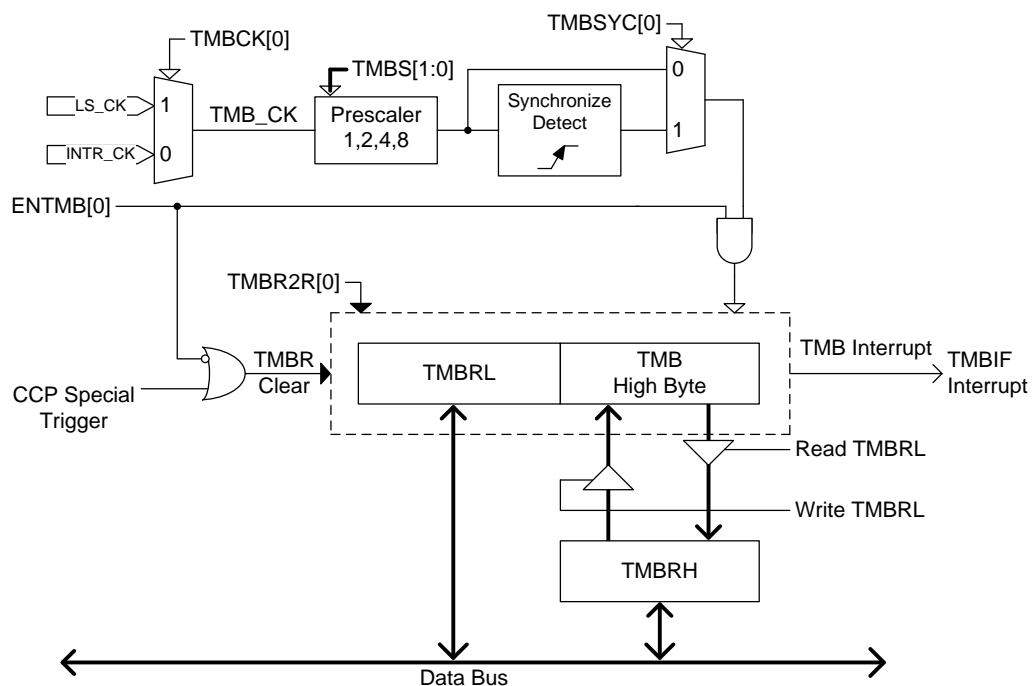 TMBCK[0]
TMBSYC[0]
TMBS[1:0]
LS_CK
1
TMB_CK
Prescaler
1,2,4,8
Synchronize
Detect
0
1
INTR_CK
0
ENTMB[0]
TMBR2R[0]
TMBR
Clear
CCP Special
Trigger
TMBRL
TMB
High Byte
TMB Interrupt
TMBIF
Interrupt
Read TMBRL
Write TMBRL
TMBRH
Data Bus